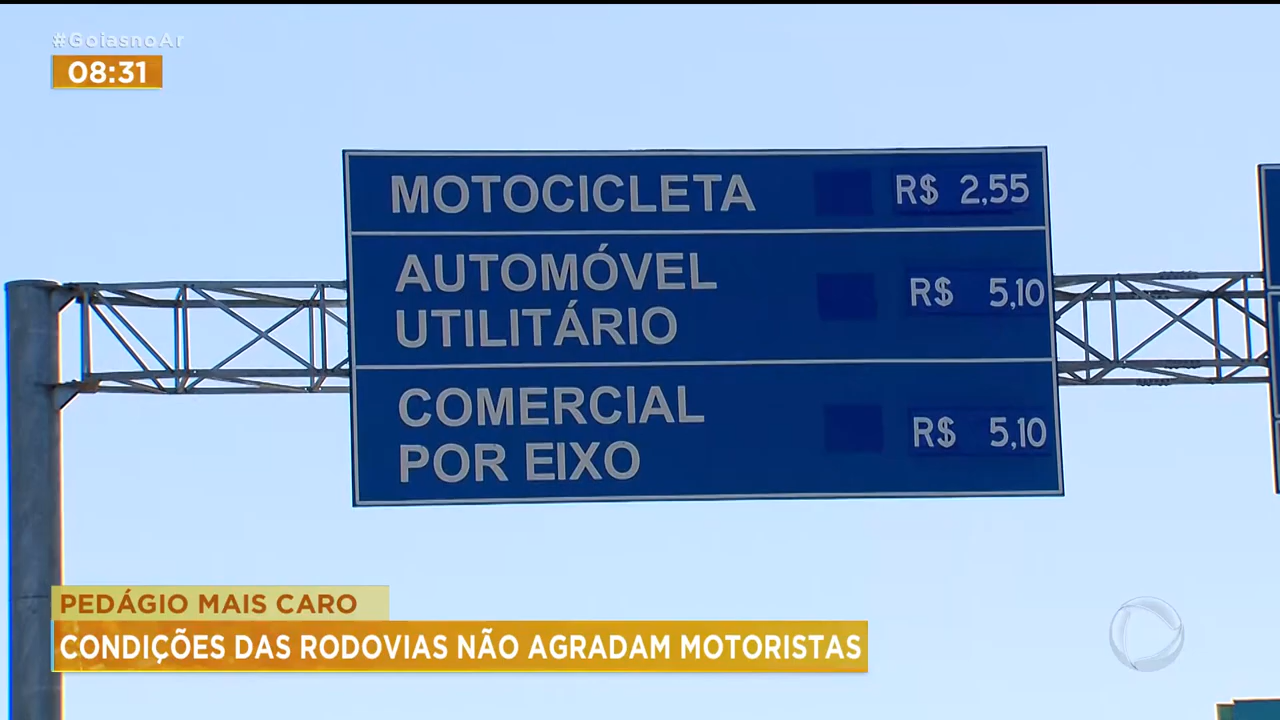 #GoiasnoAr
08:31
MOTOCICLETA R$ 2,55
AUTOMÓVEL
UTILITÁRIO R$ 5,10
COMERCIAL
POR EIXO R$ 5,10
PEDÁGIO MAIS CARO
CONDIÇÕES DAS RODOVIAS NÃO AGRADAM MOTORISTAS